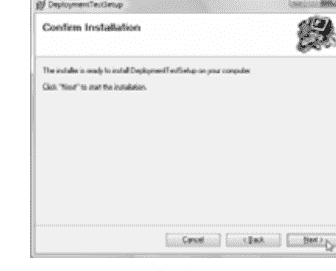 DeploymentTestSetup
Confirm Installation
The installer is ready to install DeploymentTestSetup on your computer.
Click "Next" to start the installation.
Cancel
< Back
Next >